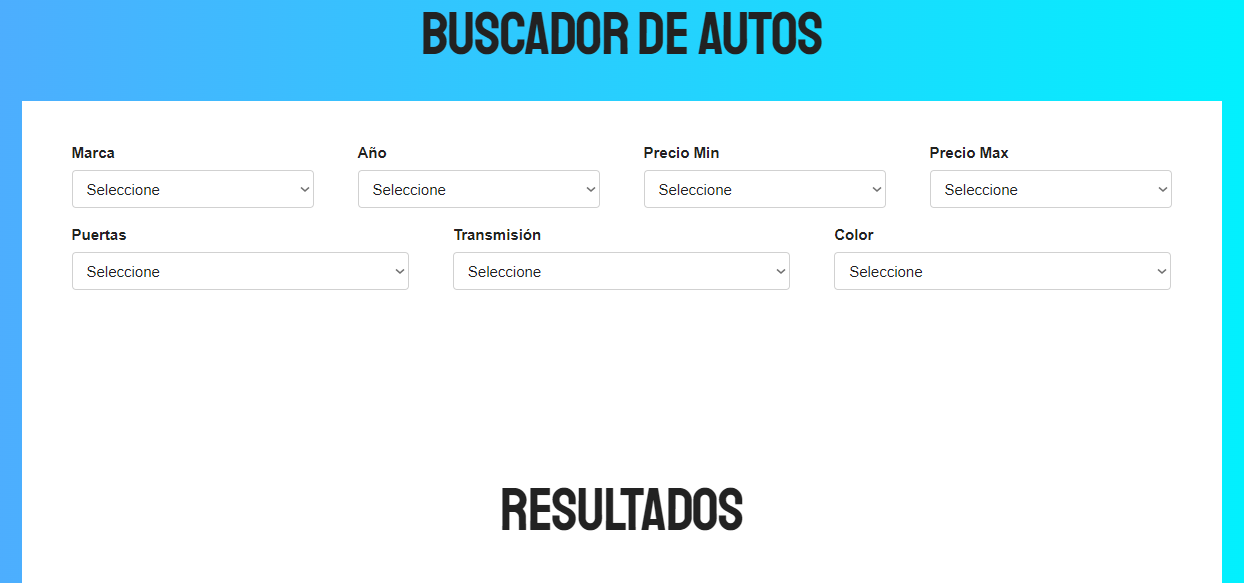 BUSCADOR DE AUTOS
Marca
Año
Precio Min
Precio Max
Seleccione
Seleccione
Seleccione
Seleccione
Puertas
Transmisión
Color
Seleccione
Seleccione
Seleccione
RESULTADOS